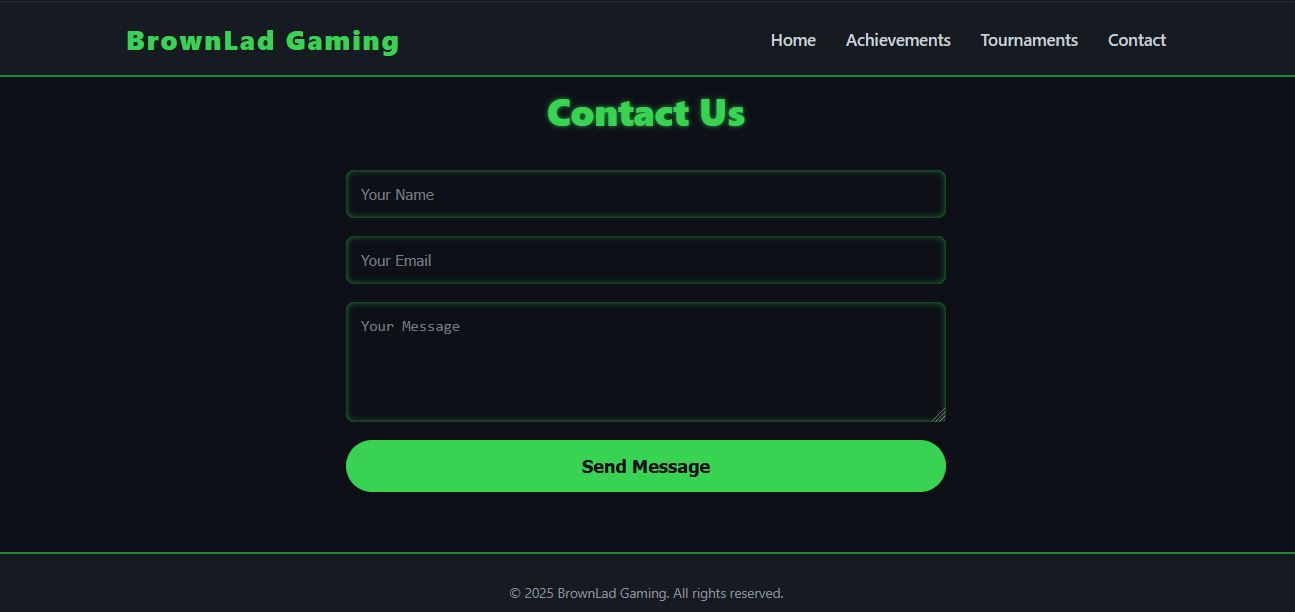 BrownLad Gaming
Home Achievements Tournaments Contact
Contact Us
Your Name
Your Email
Your Message
Send Message
© 2025 BrownLad Gaming. All rights reserved.